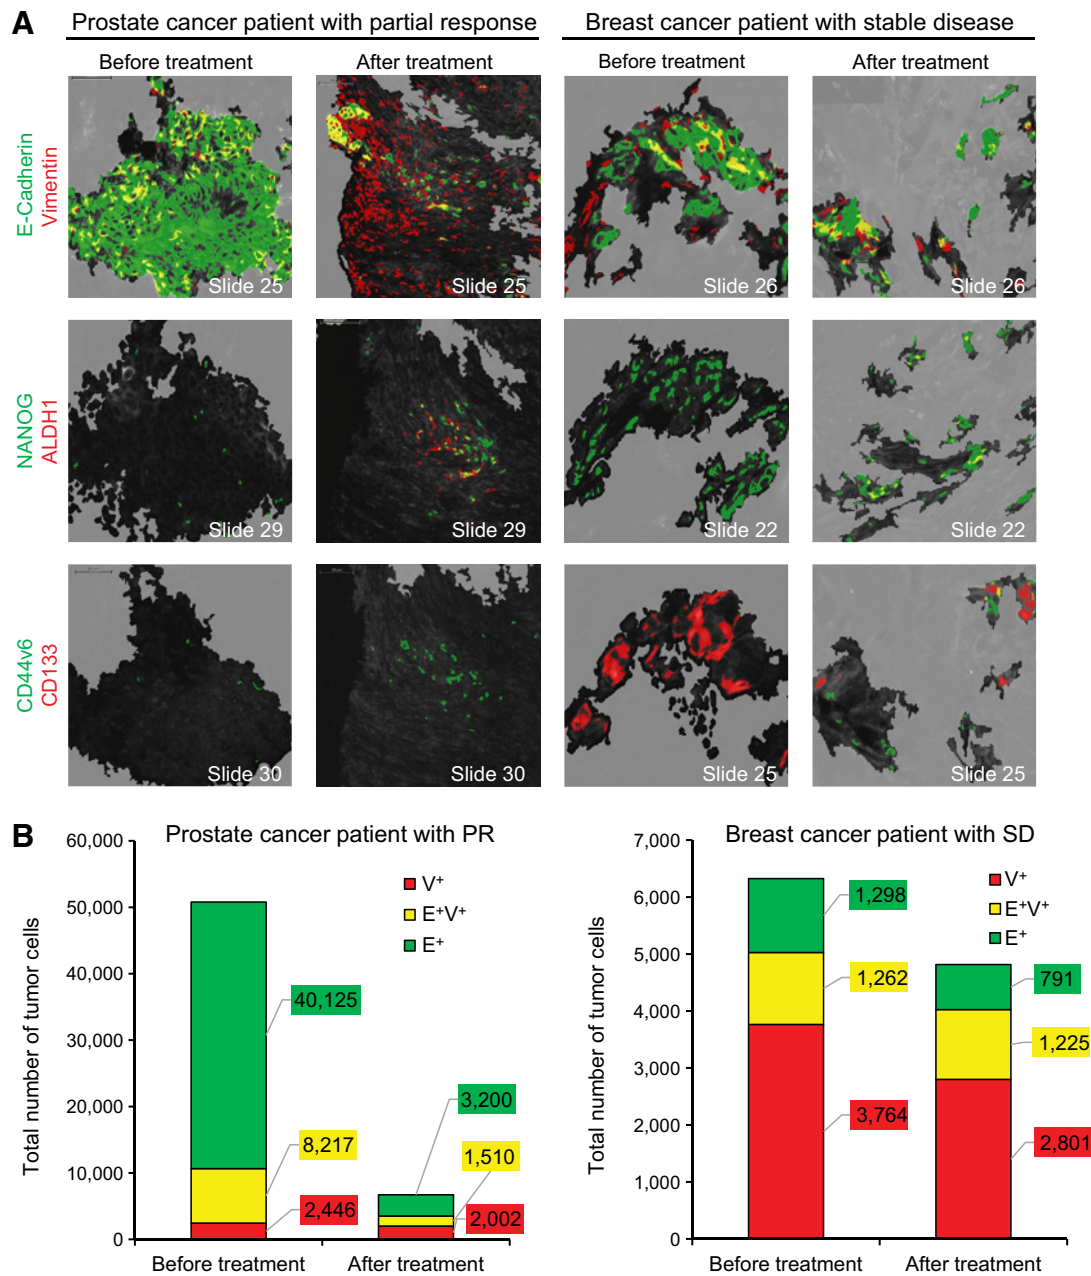 A
Prostate cancer patient with partial response
Breast cancer patient with stable disease
Before treatment
After treatment
Before treatment
After treatment
E-Cadherin
Vimentin
Slide 25
Slide 25
Slide 26
Slide 26
NANOG
ALDH1
Slide 29
Slide 29
Slide 22
Slide 22
CD44v6
CD133
Slide 30
Slide 30
Slide 25
Slide 25
B
Prostate cancer patient with PR
Total number of tumor cells
60,000
50,000
40,000
30,000
20,000
10,000
0
V+
E+V+
E+
40,125
8,217
2,446
3,200
1,510
2,002
Before treatment
After treatment
Breast cancer patient with SD
Total number of tumor cells
7,000
6,000
5,000
4,000
3,000
2,000
1,000
0
V+
E+V+
E+
1,298
1,262
3,764
791
1,225
2,801
Before treatment
After treatment